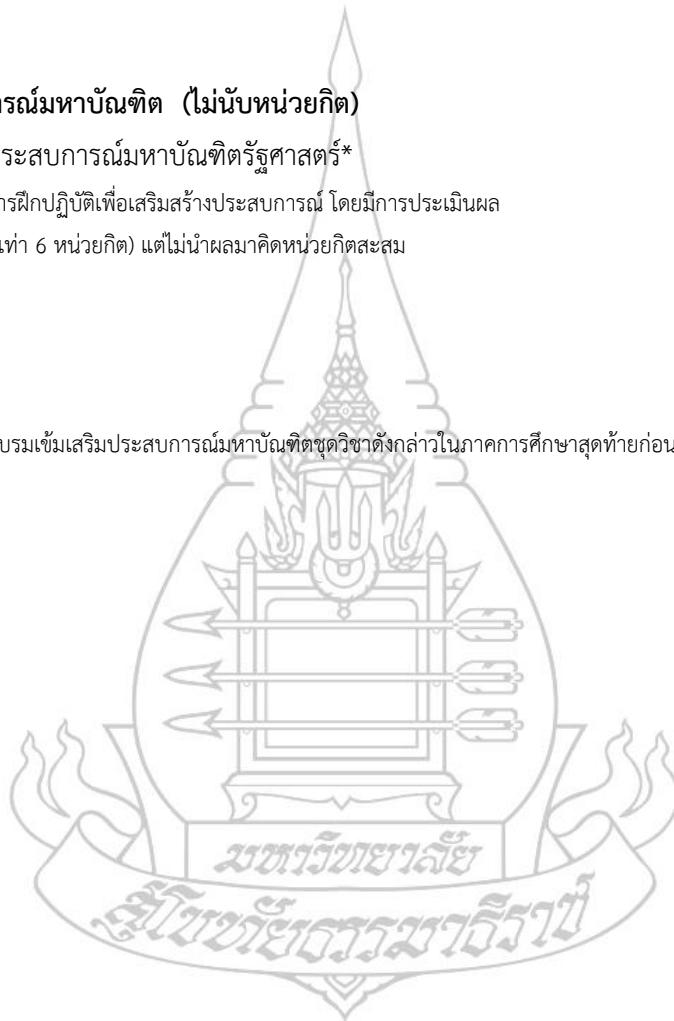 ารณ์มหาบัณฑิต (ไม่นับหน่วยกิต)
ระสบการณ์มหาบัณฑิตรัฐศาสตร์*
ารฝึกปฏิบัติเพื่อเสริมสร้างประสบการณ์ โดยมีการประเมินผล
เท่า 6 หน่วยกิต) แต่ไม่นำผลมาคิดหน่วยกิตสะสม
บรมเข้มเสริมประสบการณ์มหาบัณฑิตชุดวิชาดังกล่าวในภาคการศึกษาสุดท้ายก่อน
มหาวิทยาลัย
สุโขทัยธรรมาธิราช